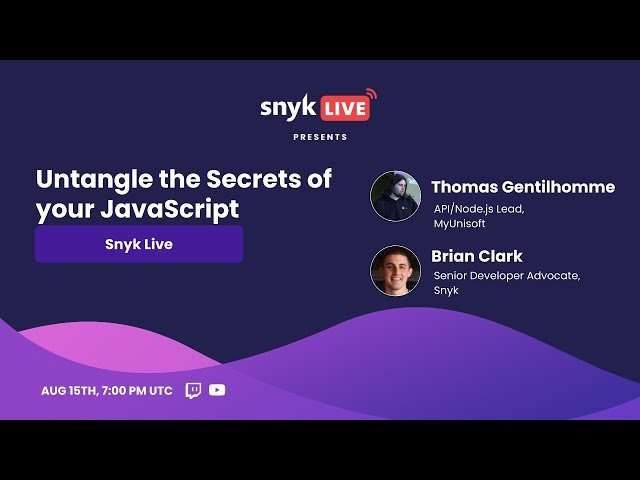 snyk LIVE
PRESENTS
Untangle the Secrets of
your JavaScript
Snyk Live
Thomas Gentilhomme
API/Node.js Lead,
MyUnisoft
Brian Clark
Senior Developer Advocate,
Snyk
AUG 15TH, 7:00 PM UTC